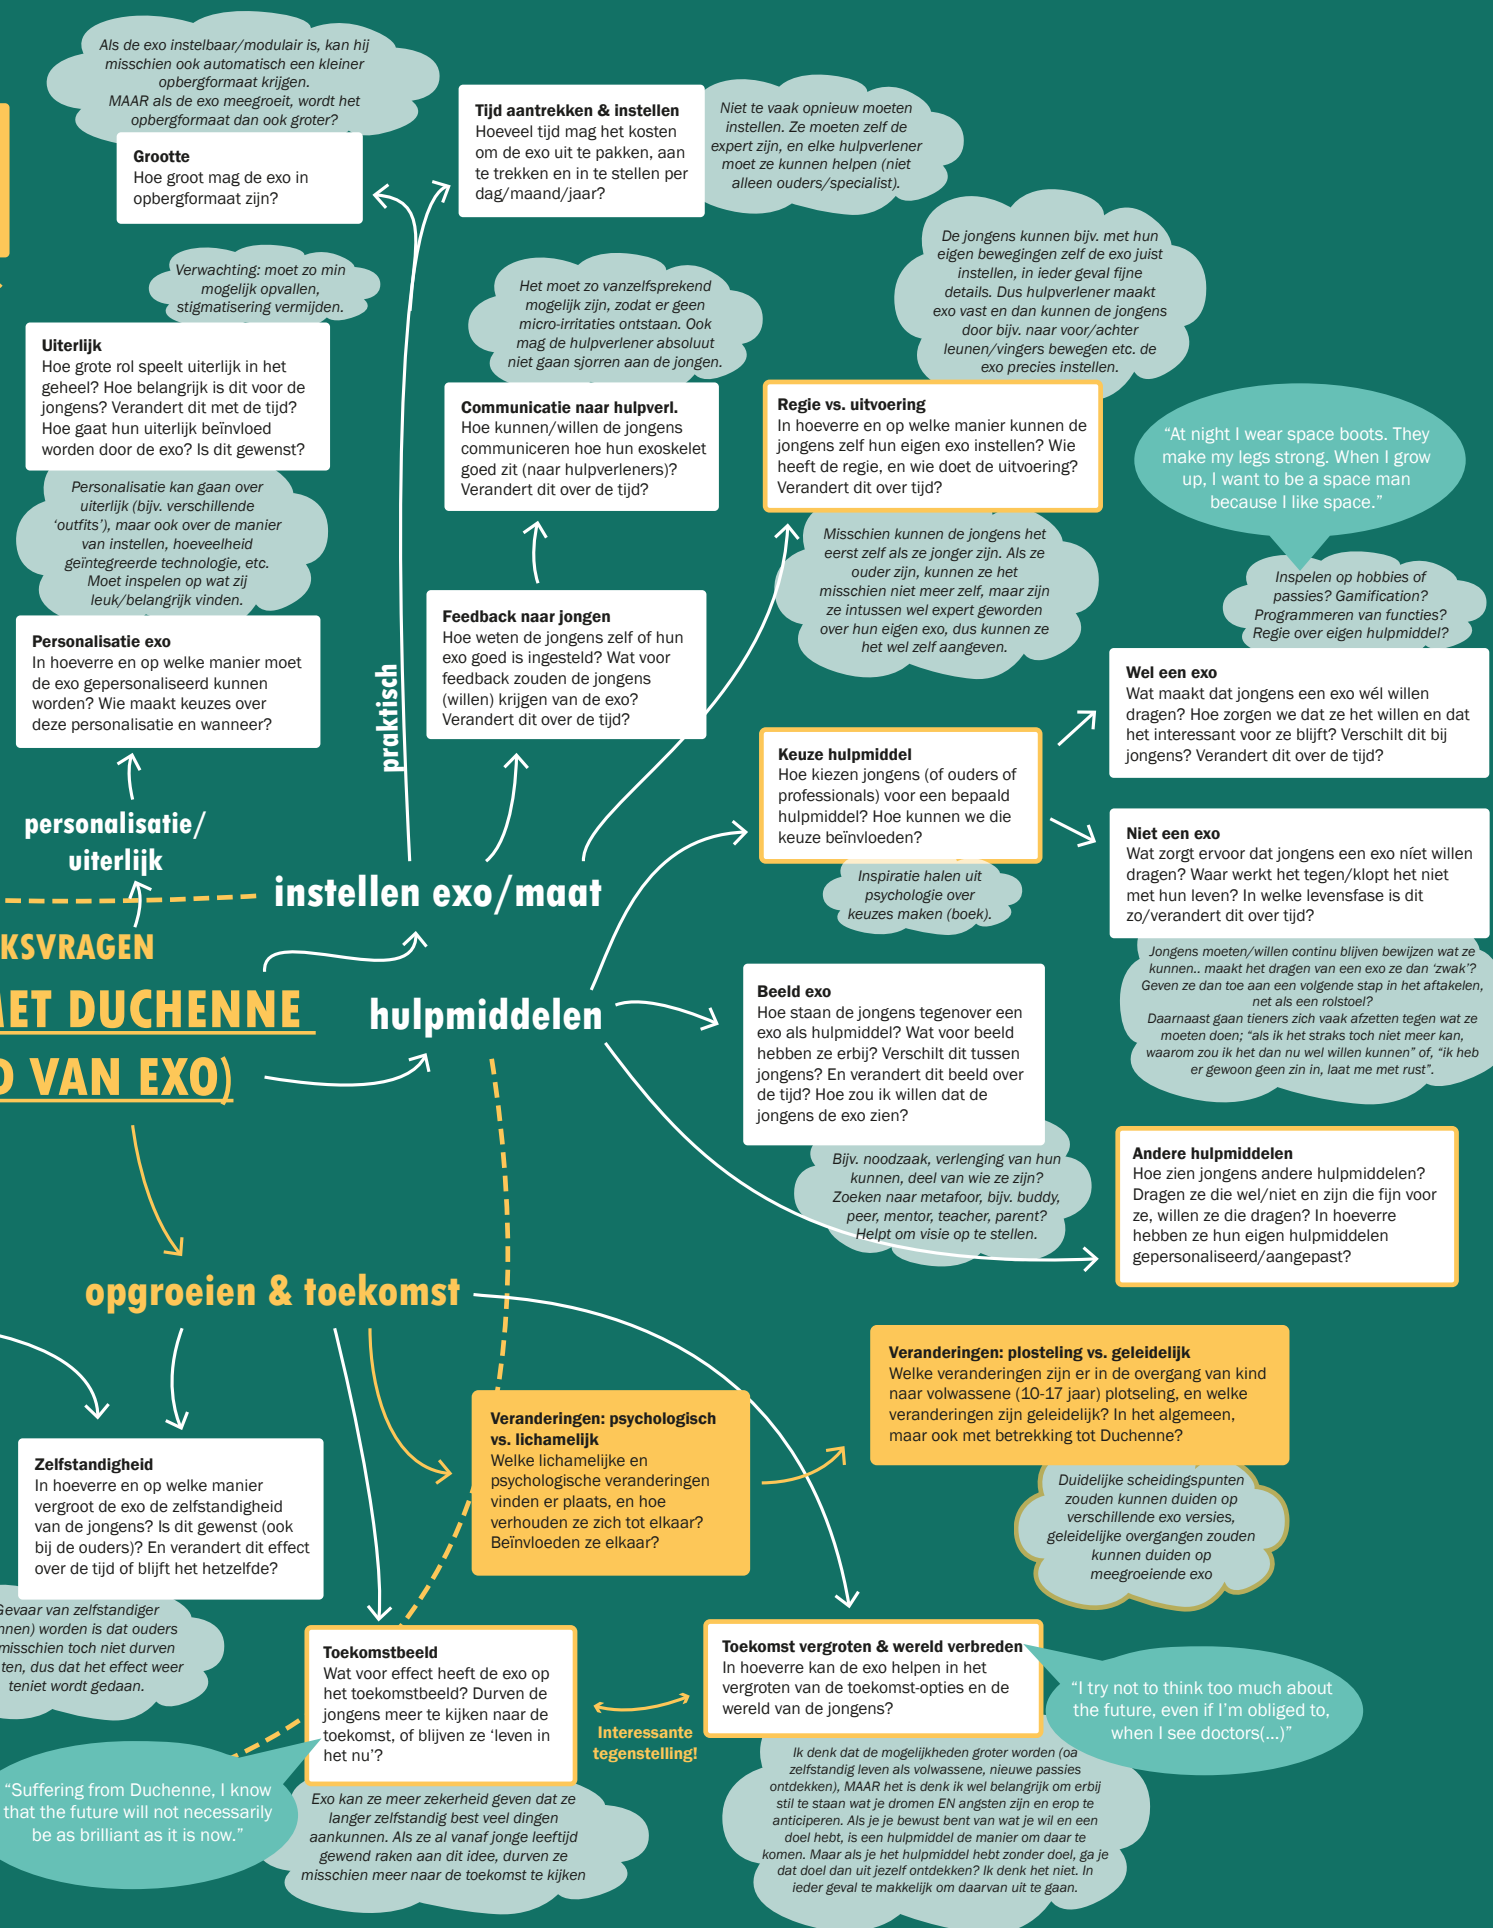 Als de exo instelbaar/modulair is, kan hij
misschien ook automatisch een kleiner
opbergformaat krijgen.
MAAR als de exo meegroeit, wordt het
opbergformaat dan ook groter?
Grootte
Hoe groot mag de exo in
opbergformaat zijn?
Tijd aantrekken & instellen
Hoeveel tijd mag het kosten
om de exo uit te pakken, aan
te trekken en in te stellen per
dag/maand/jaar?
Niet te vaak opnieuw moeten
instellen. Ze moeten zelf de
expert zijn, en elke hulpverlener
moet ze kunnen helpen (niet
alleen ouders/specialist).
Verwachting: moet zo min
mogelijk opvallen,
stigmatisering vermijden.
Uiterlijk
Hoe grote rol speelt uiterlijk in het
geheel? Hoe belangrijk is dit voor de
jongens? Verandert dit met de tijd?
Hoe gaat hun uiterlijk beïnvloed
worden door de exo? Is dit gewenst?
Het moet zo vanzelfsprekend
mogelijk zijn, zodat er geen
micro-irritaties ontstaan. Ook
mag de hulpverlener absoluut
niet gaan sjorren aan de jongen.
Communicatie naar hulpverl.
Hoe kunnen/willen de jongens
communiceren hoe hun exoskelet
goed zit (naar hulpverleners)?
Verandert dit over de tijd?
De jongens kunnen bijv. met hun
eigen bewegingen zelf de exo juist
instellen, in ieder geval fijne
details. Dus hulpverlener maakt
exo vast en dan kunnen de jongens
door bijv. naar voor/achter
leunen/vingers bewegen etc. de
exo precies instellen.
Regie vs. uitvoering
In hoeverre en op welke manier kunnen de
jongens zelf hun eigen exo instellen? Wie
heeft de regie, en wie doet de uitvoering?
Verandert dit over tijd?
Misschien kunnen de jongens het
eerst zelf als ze jonger zijn. Als ze
ouder zijn, kunnen ze het
misschien niet meer zelf, maar zijn
ze intussen wel expert geworden
over hun eigen exo, dus kunnen ze
het wel zelf aangeven.
"At night I wear space boots. They
make my legs strong. When I grow
up, I want to be a space man
because I like space."
Inspelen op hobbies of
passies? Gamification?
Programmeren van functies?
Regie over eigen hulpmiddel?
Wel een exo
Wat maakt dat jongens een exo wél willen
dragen? Hoe zorgen we dat ze het willen en dat
het interessant voor ze blijft? Verschilt dit bij
jongens? Verandert dit over de tijd?
Personalisatie kan gaan over
uiterlijk (bijv. verschillende
‘outfits’), maar ook over de manier
van instellen, hoeveelheid
geïntegreerde technologie, etc.
Moet inspelen op wat zij
leuk/belangrijk vinden.
Personalisatie exo
In hoeverre en op welke manier moet
de exo gepersonaliseerd kunnen
worden? Wie maakt keuzes over
deze personalisatie en wanneer?
Feedback naar jongen
Hoe weten de jongens zelf of hun
exo goed is ingesteld? Wat voor
feedback zouden de jongens
(willen) krijgen van de exo?
Verandert dit over de tijd?
praktisch
Keuze hulpmiddel
Hoe kiezen jongens (of ouders of
professionals) voor een bepaald
hulpmiddel? Hoe kunnen we die
keuze beïnvloeden?
Inspiratie halen uit
psychologie over
keuzes maken (boek).
Niet een exo
Wat zorgt ervoor dat jongens een exo níet willen
dragen? Waar werkt het tegen/klopt het niet
met hun leven? In welke levensfase is dit
zo/verandert dit over tijd?
Jongens moeten/willen continu blijven bewijzen wat ze
kunnen.. maakt het dragen van een exo ze dan ‘zwak’?
Geven ze dan toe aan een volgende stap in het aftakelen,
net als een rolstoel?
Daarnaast gaan tieners zich vaak afzetten tegen wat ze
moeten doen; “als ik het straks toch niet meer kan,
waarom zou ik het dan nu wel willen kunnen” of, “ik heb
er gewoon geen zin in, laat me met rust”.
personalisatie/
uiterlijk
instellen exo/maat
KSVRAGEN
MET DUCHENNE
D VAN EXO)
hulpmiddelen
Beeld exo
Hoe staan de jongens tegenover een
exo als hulpmiddel? Wat voor beeld
hebben ze erbij? Verschilt dit tussen
jongens? En verandert dit beeld over
de tijd? Hoe zou ik willen dat de
jongens de exo zien?
Bijv. noodzaak, verlenging van hun
kunnen, deel van wie ze zijn?
Zoeken naar metafoor, bijv. buddy,
peer, mentor, teacher, parent?
Helpt om visie op te stellen.
Andere hulpmiddelen
Hoe zien jongens andere hulpmiddelen?
Dragen ze die wel/niet en zijn die fijn voor
ze, willen ze die dragen? In hoeverre
hebben ze hun eigen hulpmiddelen
gepersonaliseerd/aangepast?
opgroeien & toekomst
Veranderingen: plosteling vs. geleidelijk
Welke veranderingen zijn er in de overgang van kind
naar volwassene (10-17 jaar) plotseling, en welke
veranderingen zijn geleidelijk? In het algemeen,
maar ook met betrekking tot Duchenne?
Duidelijke scheidingspunten
zouden kunnen duiden op
verschillende exo versies,
geleidelijke overgangen zouden
kunnen duiden op
meegroeiende exo
Veranderingen: psychologisch
vs. lichamelijk
Welke lichamelijke en
psychologische veranderingen
vinden er plaats, en hoe
verhouden ze zich tot elkaar?
Beïnvloeden ze elkaar?
Zelfstandigheid
In hoeverre en op welke manier
vergroot de exo de zelfstandigheid
van de jongens? Is dit gewenst (ook
bij de ouders)? En verandert dit effect
over de tijd of blijft het hetzelfde?
Gevaar van zelfstandiger
nnen) worden is dat ouders
misschien toch niet durven
ten, dus dat het effect weer
teniet wordt gedaan.
Toekomstbeeld
Wat voor effect heeft de exo op
het toekomstbeeld? Durven de
jongens meer te kijken naar de
toekomst, of blijven ze ‘leven in
het nu’?
Interessante
tegenstelling!
Toekomst vergroten & wereld verbreden
In hoeverre kan de exo helpen in het
vergroten van de toekomst-opties en de
wereld van de jongens?
"I try not to think too much about
the future, even if I'm obliged to,
when I see doctors(...)"
"Suffering from Duchenne, I know
that the future will not necessarily
be as brilliant as it is now."
Exo kan ze meer zekerheid geven dat ze
langer zelfstandig best veel dingen
aankunnen. Als ze al vanaf jonge leeftijd
gewend raken aan dit idee, durven ze
misschien meer naar de toekomst te kijken
Ik denk dat de mogelijkheden groter worden (oa
zelfstandig leven als volwassene, nieuwe passies
ontdekken), MAAR het is denk ik wel belangrijk om erbij
stil te staan wat je dromen EN angsten zijn en erop te
anticiperen. Als je je bewust bent van wat je wil en een
doel hebt, is een hulpmiddel de manier om daar te
komen. Maar als je het hulpmiddel hebt zonder doel, ga je
dat doel dan uit jezelf ontdekken? Ik denk het niet. In
ieder geval te makkelijk om daarvan uit te gaan.